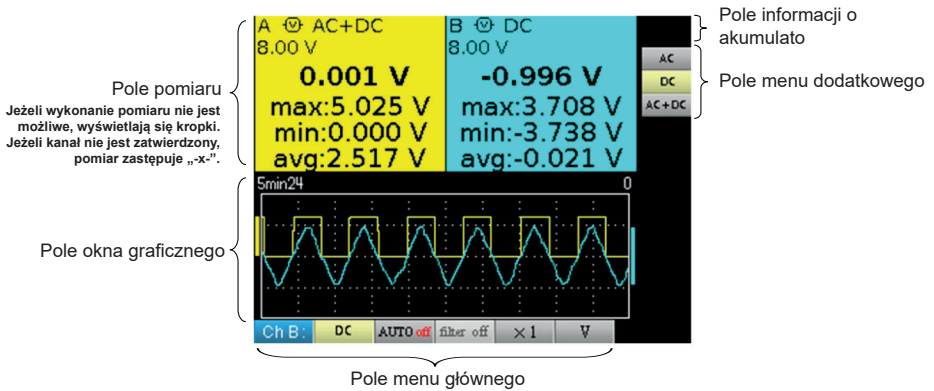 Pole pomiaru
Jeżeli wykonanie pomiaru nie jest
możliwe, wyświetlają się kropki.
Jeżeli kanał nie jest zatwierdzony,
pomiar zastępuje „-x-”.
A V AC+DC
8.00 V
0.001 V
max:5.025 V
min:0.000 V
avg:2.517 V
B V DC
8.00 V
-0.996 V
max:3.708 V
min:-3.738 V
avg:-0.021 V
Pole informacji o
akumulato
AC
DC
AC+DC
Pole menu dodatkowego
5min24 0
Pole okna graficznego
Ch B: DC AUTO off filter off ×1 V
Pole menu głównego